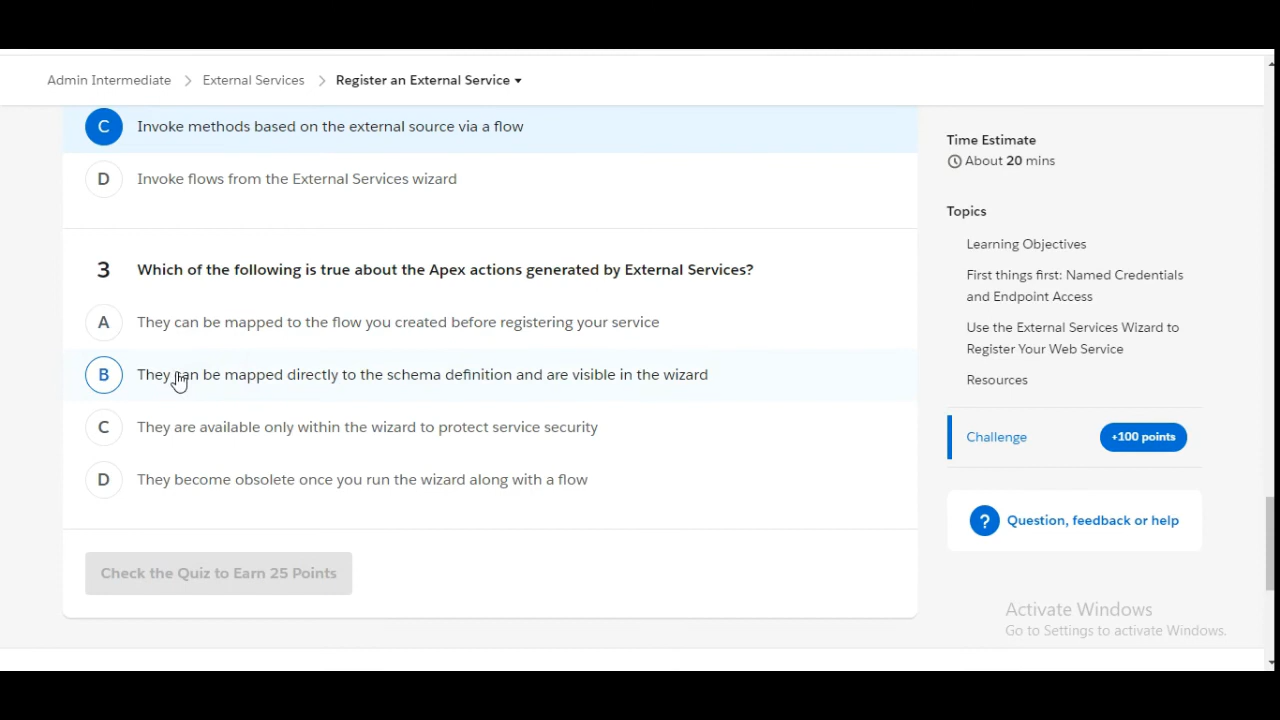 Admin Intermediate > External Services > Register an External Service
C Invoke methods based on the external source via a flow
D Invoke flows from the External Services wizard
3 Which of the following is true about the Apex actions generated by External Services?
A They can be mapped to the flow you created before registering your service
B They can be mapped directly to the schema definition and are visible in the wizard
C They are available only within the wizard to protect service security
D They become obsolete once you run the wizard along with a flow
Check the Quiz to Earn 25 Points
Time Estimate
About 20 mins
Topics
Learning Objectives
First things first: Named Credentials
and Endpoint Access
Use the External Services Wizard to
Register Your Web Service
Resources
Challenge +100 points
? Question, feedback or help
Activate Windows
Go to Settings to activate Windows.